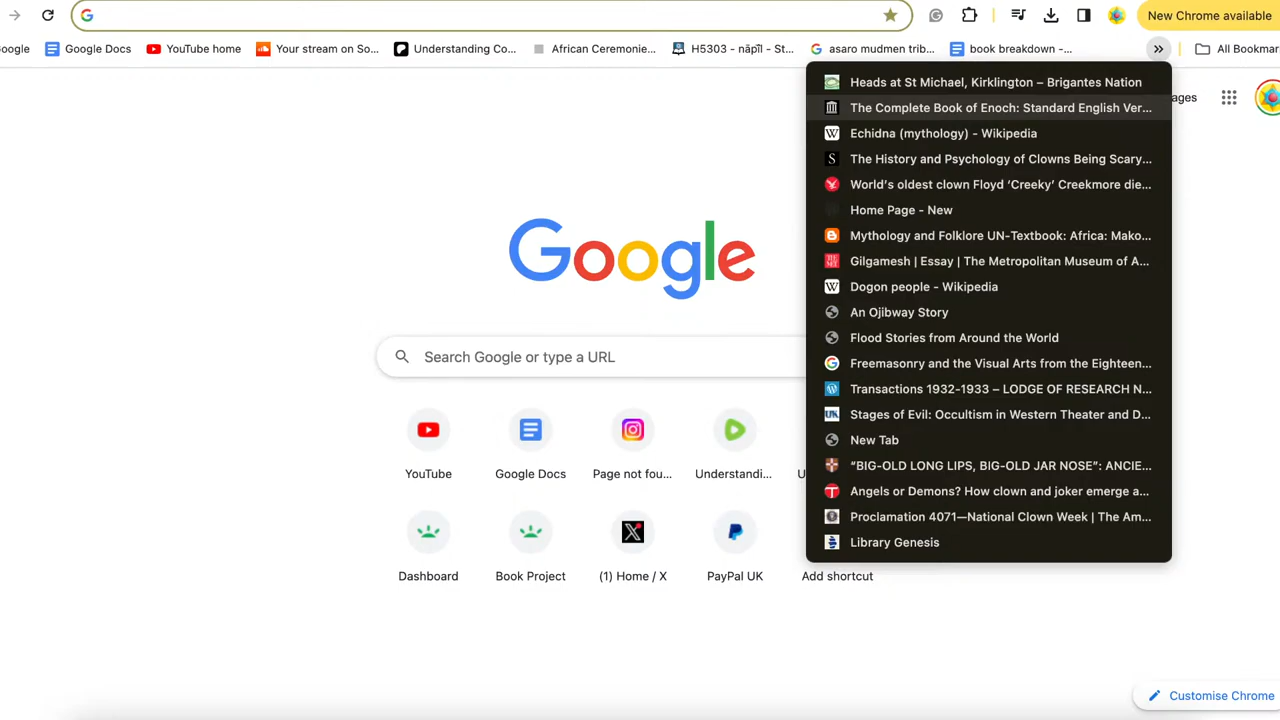 New Chrome available
oogle
Google Docs
YouTube home
Your stream on So...
Understanding Co...
African Ceremonie...
H5303 - nāp̄îl - St...
asaro mudmen trib...
book breakdown -...
»
All Bookmar
Heads at St Michael, Kirklington – Brigantes Nation
ages
The Complete Book of Enoch: Standard English Ver...
Echidna (mythology) - Wikipedia
The History and Psychology of Clowns Being Scary...
World's oldest clown Floyd ‘Creeky’ Creekmore die...
Home Page - New
Mythology and Folklore UN-Textbook: Africa: Mako...
Gilgamesh | Essay | The Metropolitan Museum of A...
Dogon people - Wikipedia
An Ojibway Story
Flood Stories from Around the World
Freemasonry and the Visual Arts from the Eighteen...
Transactions 1932-1933 – LODGE OF RESEARCH N...
Stages of Evil: Occultism in Western Theater and D...
New Tab
“BIG-OLD LONG LIPS, BIG-OLD JAR NOSE”: ANCIE...
Angels or Demons? How clown and joker emerge a...
Proclamation 4071—National Clown Week | The Am...
Library Genesis
Google
Search Google or type a URL
YouTube
Google Docs
Page not fou...
Understandi...
U
Dashboard
Book Project
(1) Home / X
PayPal UK
Add shortcut
Customise Chrome